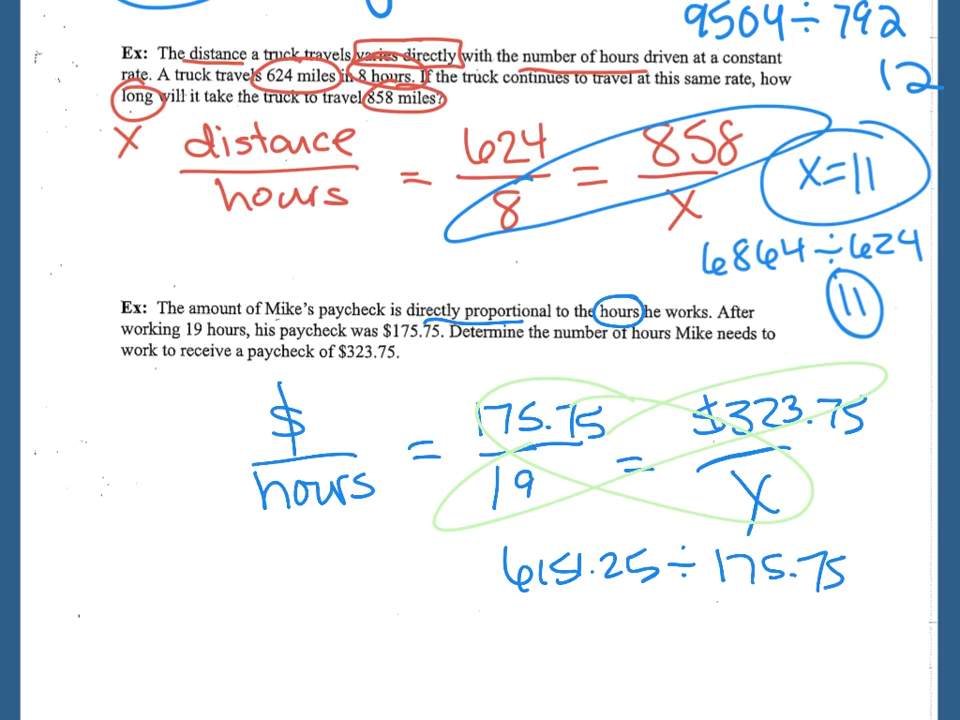 9504 ÷ 792
12
Ex: The distance a truck travels varies directly with the number of hours driven at a constant
rate. A truck travels 624 miles in 8 hours. If the truck continues to travel at this same rate, how
long will it take the truck to travel 858 miles?
X distance / hours = 624 / 8 = 858 / X
x=11
6864 ÷ 624
11
Ex: The amount of Mike's paycheck is directly proportional to the hours he works. After
working 19 hours, his paycheck was $175.75. Determine the number of hours Mike needs to
work to receive a paycheck of $323.75.
$ / hours = 175.75 / 19 = $323.75 / X
6151.25 ÷ 175.75